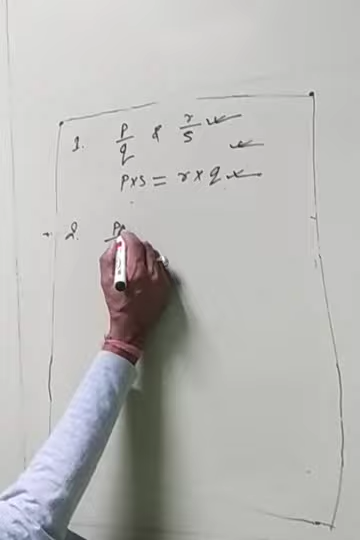 1. p/q & r/s
p×s = r×q
2. p